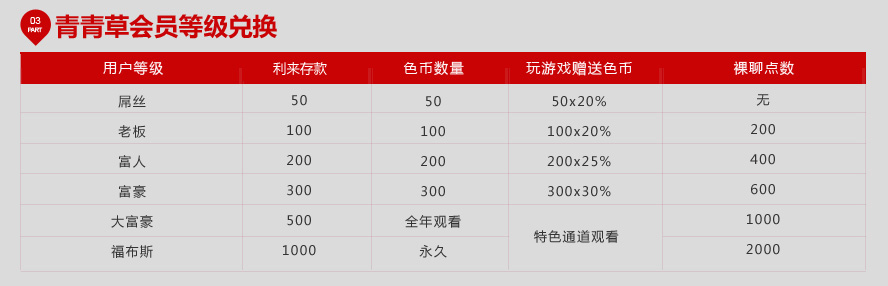 03
PART
青青草会员等级兑换
用户等级 利来存款 色币数量 玩游戏赠送色币 裸聊点数
屌丝 50 50 50x20% 无
老板 100 100 100x20% 200
富人 200 200 200x25% 400
富豪 300 300 300x30% 600
大富豪 500 全年观看 特色通道观看 1000
福布斯 1000 永久 2000